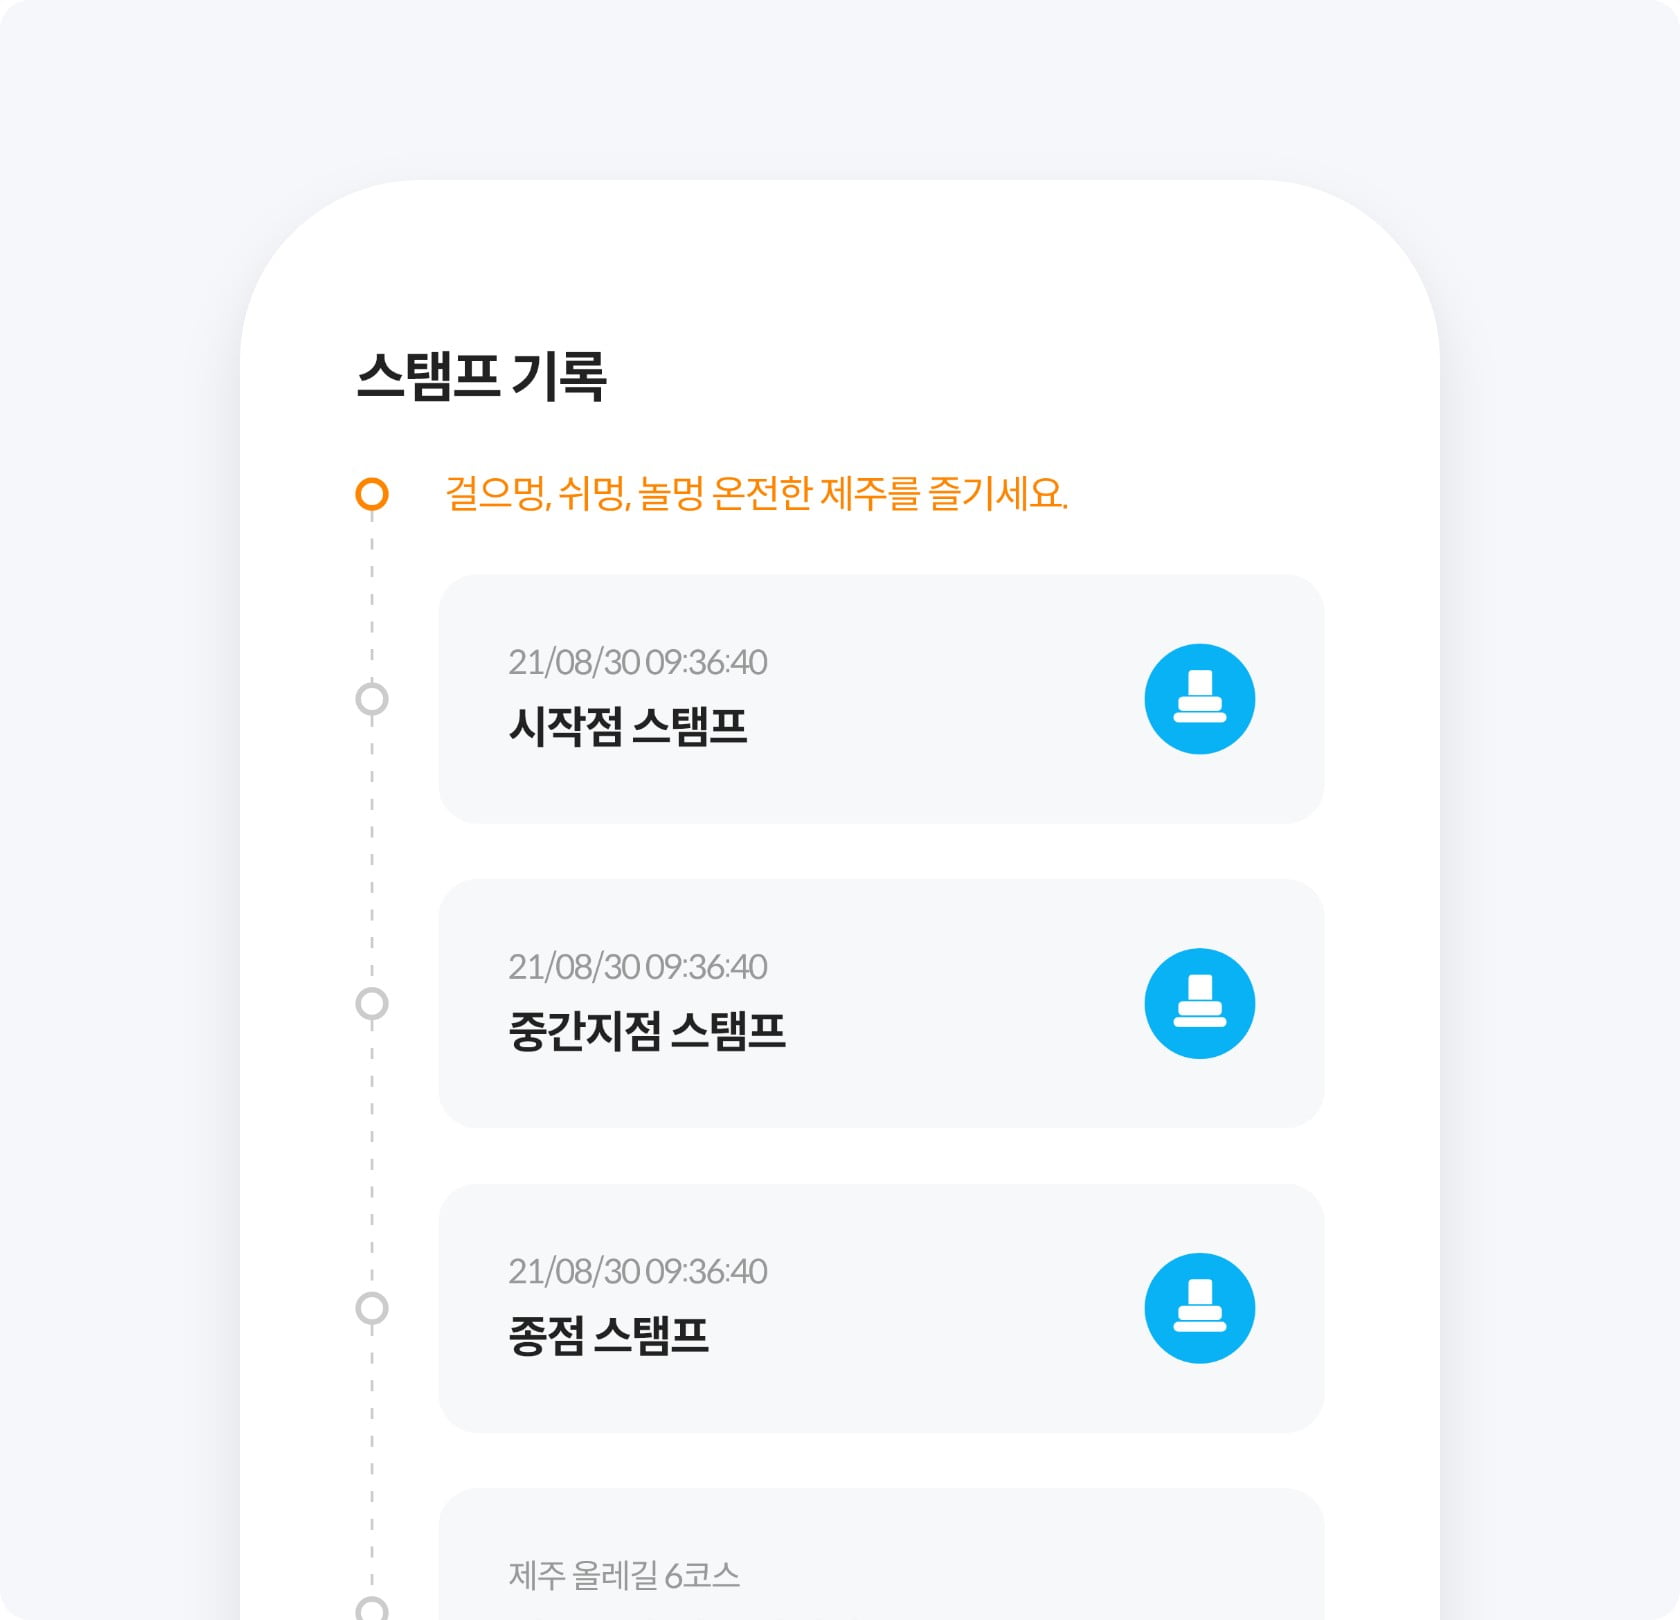 스탬프 기록
걸으멍, 쉬멍, 놀멍 온전한 제주를 즐기세요.
21/08/30 09:36:40
시작점 스탬프
21/08/30 09:36:40
중간지점 스탬프
21/08/30 09:36:40
종점 스탬프
제주 올레길 6코스